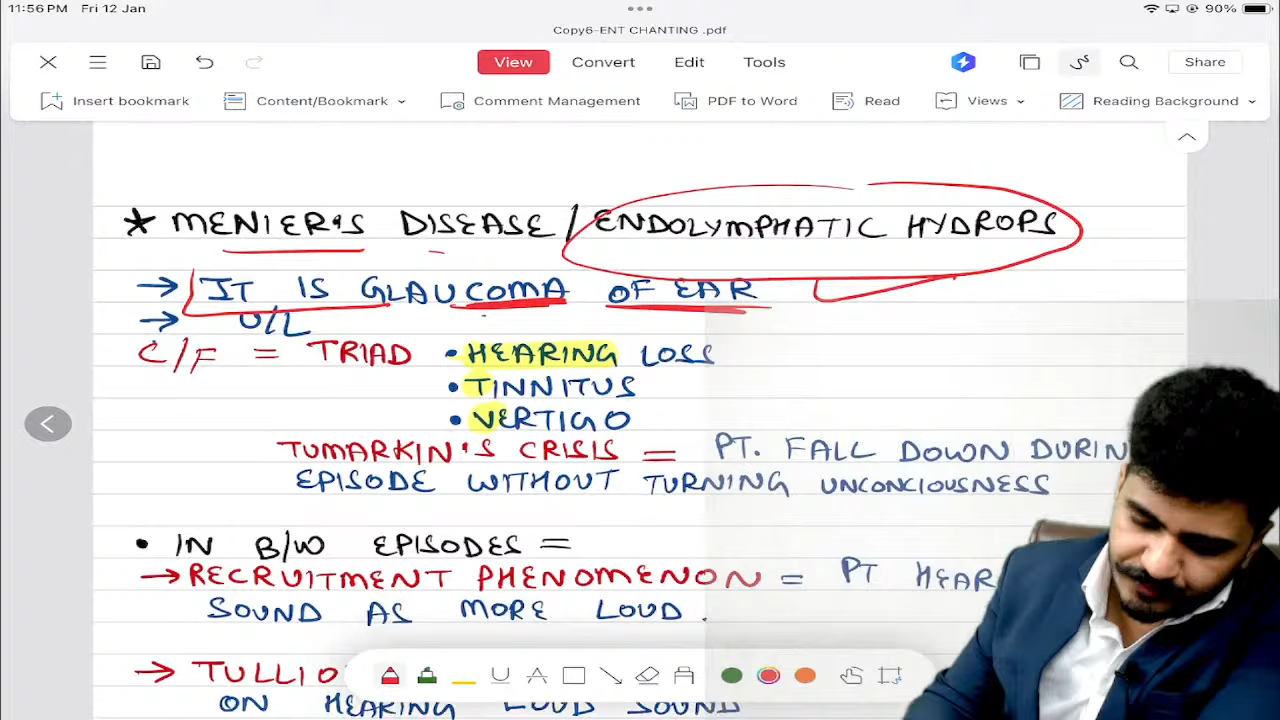 11:56 PM Fri 12 Jan
90%
Copy6-ENT CHANTING .pdf
View Convert Edit Tools Share
Insert bookmark Content/Bookmark Comment Management PDF to Word Read Views Reading Background
★ MENIER'S DISEASE / ENDOLYMPHATIC HYDROPS
→ IT IS GLAUCOMA OF EAR
→ U/L
C/F = TRIAD • HEARING LOSS
• TINNITUS
• VERTIGO
TUMARKIN'S CRISIS = PT. FALL DOWN DURIN
EPISODE WITHOUT TURNING UNCONCIOUSNESS
• IN B/W EPISODES =
→ RECRUITMENT PHENOMENON = PT HEAR
SOUND AS MORE LOUD .
→ TULLIO
ON HEARING LOUD SOUND